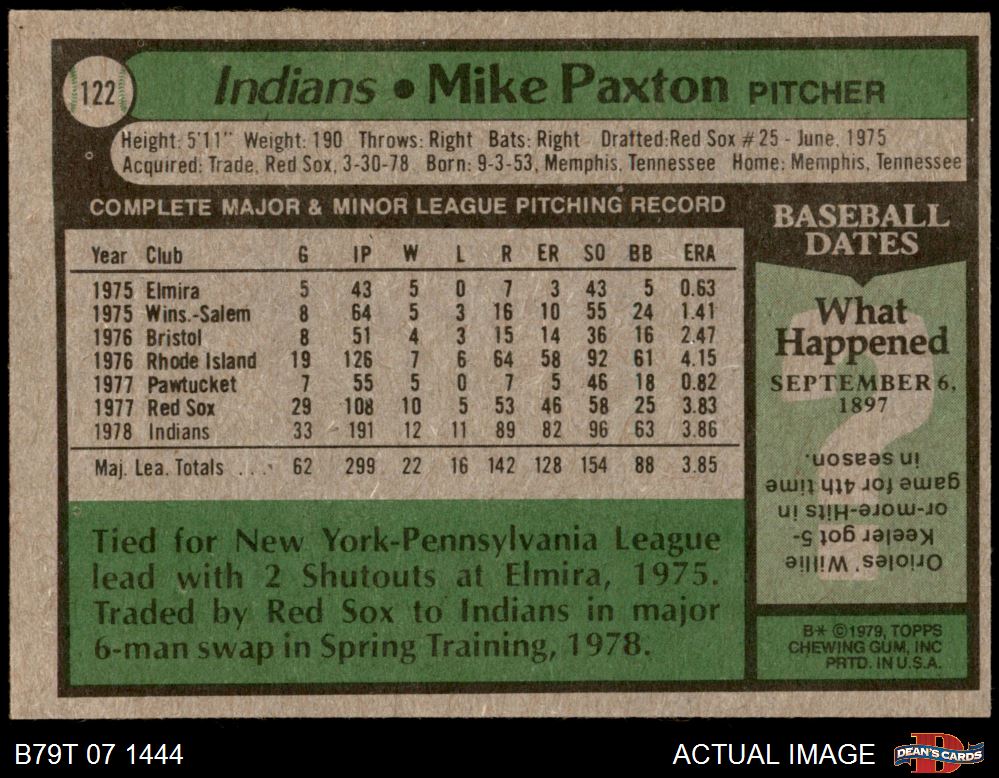 122
Indians • Mike Paxton PITCHER
Height: 5'11" Weight: 190 Throws: Right Bats: Right Drafted: Red Sox #25 - June, 1975
Acquired: Trade, Red Sox, 3-30-78 Born: 9-3-53, Memphis, Tennessee Home: Memphis, Tennessee
COMPLETE MAJOR & MINOR LEAGUE PITCHING RECORD
Year Club G IP W L R ER SO BB ERA
1975 Elmira 5 43 5 0 7 3 43 5 0.63
1975 Wins.-Salem 8 64 5 3 16 10 55 24 1.41
1976 Bristol 8 51 4 3 15 14 36 16 2.47
1976 Rhode Island 19 126 7 6 64 58 92 61 4.15
1977 Pawtucket 7 55 5 0 7 5 46 18 0.82
1977 Red Sox 29 108 10 5 53 46 58 25 3.83
1978 Indians 33 191 12 11 89 82 96 63 3.86
Maj. Lea. Totals .... 62 299 22 16 142 128 154 88 3.85
Tied for New York-Pennsylvania League
lead with 2 Shutouts at Elmira, 1975.
Traded by Red Sox to Indians in major
6-man swap in Spring Training, 1978.
BASEBALL
DATES
What
Happened
SEPTEMBER 6,
1897
?
Orioles' Willie
Keeler got 5-
or-more-Hits in
game for 4th time
in season.
B* ©1979, TOPPS
CHEWING GUM, INC
PRTD. IN U.S.A.
B79T 07 1444
ACTUAL IMAGE
D
DEAN'S CARDS